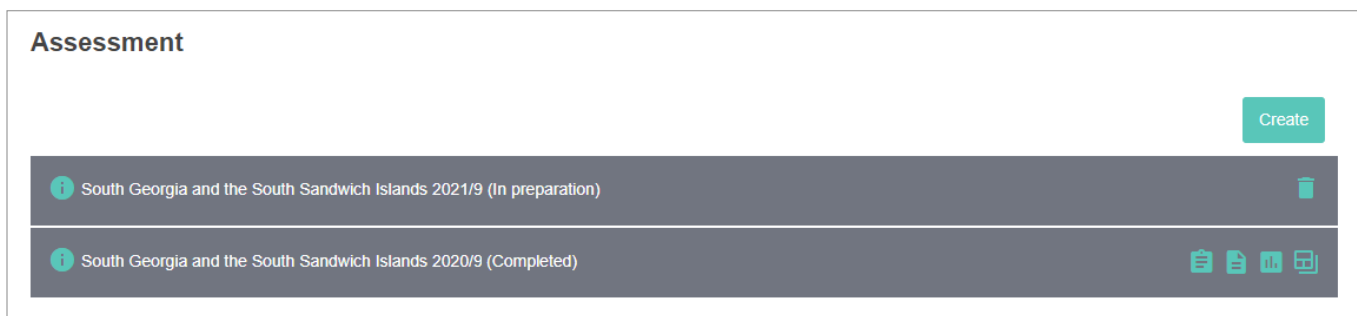 Assessment
Create
South Georgia and the South Sandwich Islands 2021/9 (In preparation)
South Georgia and the South Sandwich Islands 2020/9 (Completed)